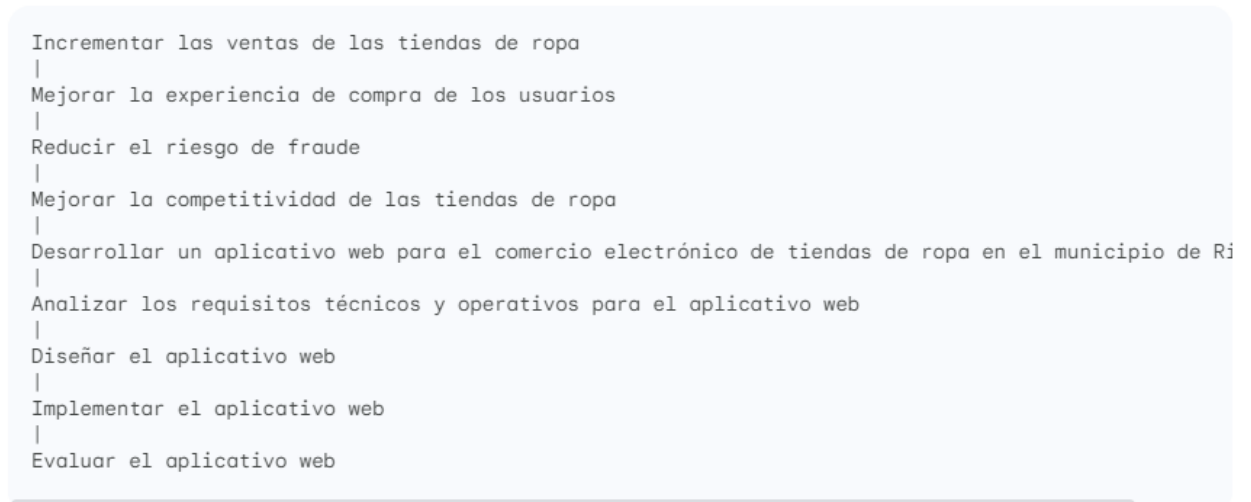 Incrementar las ventas de las tiendas de ropa
|
Mejorar la experiencia de compra de los usuarios
|
Reducir el riesgo de fraude
|
Mejorar la competitividad de las tiendas de ropa
|
Desarrollar un aplicativo web para el comercio electrónico de tiendas de ropa en el municipio de Ri
|
Analizar los requisitos técnicos y operativos para el aplicativo web
|
Diseñar el aplicativo web
|
Implementar el aplicativo web
|
Evaluar el aplicativo web